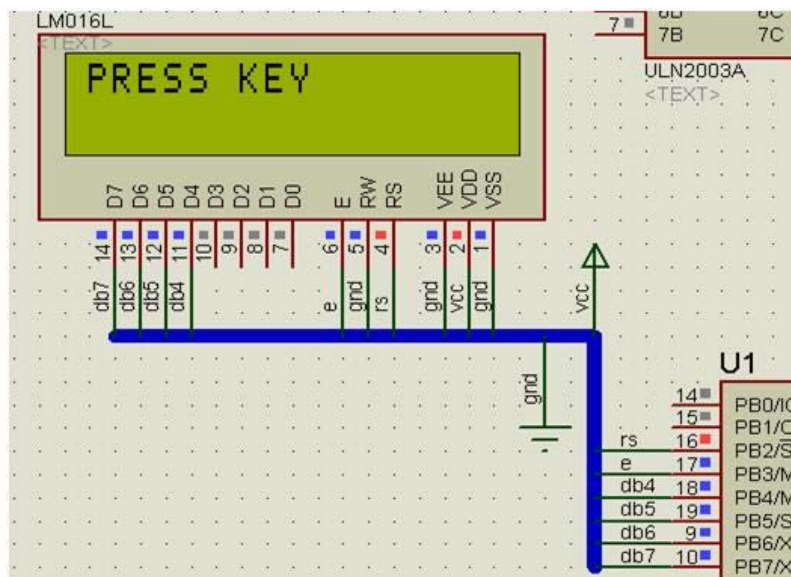 LM016L
<TEXT>
PRESS KEY
D7 D6 D5 D4 D3 D2 D1 D0 E RW RS VEE VDD VSS
14 13 12 11 10 9 8 7 6 5 4 3 2 1
db7 db6 db5 db4 e gnd rs gnd vcc gnd
7 7B 7C
ULN2003A
<TEXT>
vcc
gnd
U1
14 PB0/IC
15 PB1/
rs 16 PB2/S
e 17 PB3/M
db4 18 PB4/M
db5 19 PB5/S
db6 9 PB6/X
db7 10 PB7/X